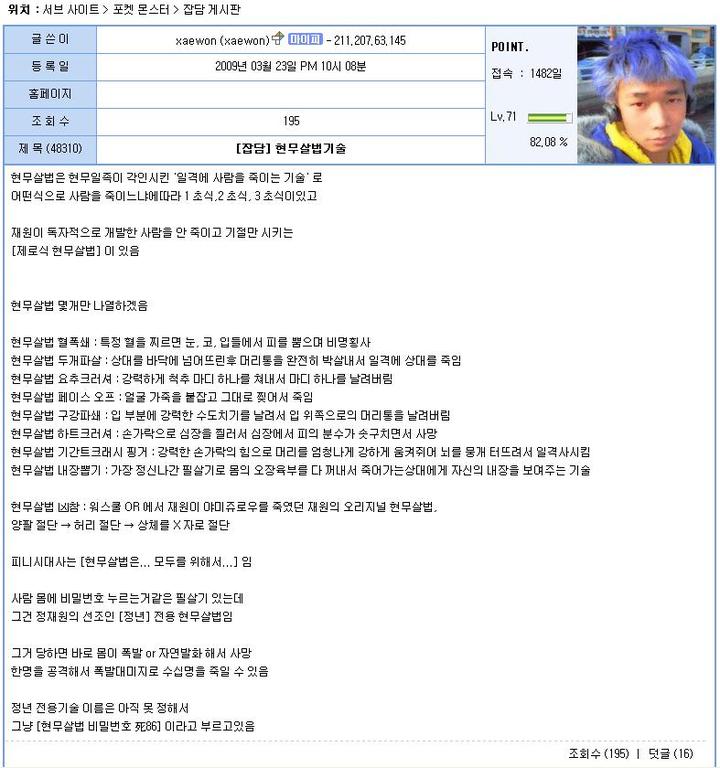 위치 : 서브 사이트 > 포켓 몬스터 > 잡담 게시판
글 쓴 이 xaewon (xaewon) 마이피 - 211,207,63,145
등 록 일 2009년 03월 23일 PM 10시 08분
홈페이지
조 회 수 195
제 목 (48310) [잡담] 현무살법기술
POINT.
접속 : 1482일
Lv. 71
82,08 %
현무살법은 현무일족이 각인시킨 '일격에 사람을 죽이는 기술' 로
어떤식으로 사람을 죽이느냐에따라 1 초식,2 초식, 3 초식이있고
재원이 독자적으로 개발한 사람을 안 죽이고 기절만 시키는
[제로식 현무살법] 이 있음
현무살법 몇개만 나열하겠음
현무살법 혈폭쇄 : 특정 혈을 찌르면 눈, 코, 입들에서 피를 뿜으며 비명횡사
현무살법 두개파살 : 상대를 바닥에 넘어뜨린후 머리통을 완전히 박살내서 일격에 상대를 죽임
현무살법 요추크러셔 : 강력하게 척추 마디 하나를 쳐내서 마디 하나를 날려버림
현무살법 페이스 오프 : 얼굴 가죽을 붙잡고 그대로 찢어서 죽임
현무살법 구강파쇄 : 입 부분에 강력한 수도치기를 날려서 입 위쪽으로의 머리통을 날려버림
현무살법 하트크러셔 : 손가락으로 심장을 찔러서 심장에서 피의 분수가 솟구치면서 사망
현무살법 기간트크래시 핑거 : 강력한 손가락의 힘으로 머리를 엄청나게 강하게 움켜쥐어 뇌를 뭉개 터뜨려서 일격사시킴
현무살법 내장뽑기 : 가장 정신나간 필살기로 몸의 오장육부를 다 꺼내서 죽어가는상대에게 자신의 내장을 보여주는 기술
현무살법 凶참 : 워스쿨 OR 에서 재원이 야미쥬로우를 죽였던 재원의 오리지널 현무살법,
양팔 절단 → 허리 절단 → 상체를 X 자로 절단
피니시대사는 [현무살법은... 모두를 위해서...] 임
사람 몸에 비밀번호 누르는거같은 필살기 있는데
그건 정재원의 선조인 [정년] 전용 현무살법임
그거 당하면 바로 몸이 폭발 or 자연발화 해서 사망
한명을 공격해서 폭발대미지로 수십명을 죽일 수 있음
정년 전용기술 이름은 아직 못 정해서
그냥 [현무살법 비밀번호 死86] 이라고 부르고있음
조회수 (195) | 덧글 (16)